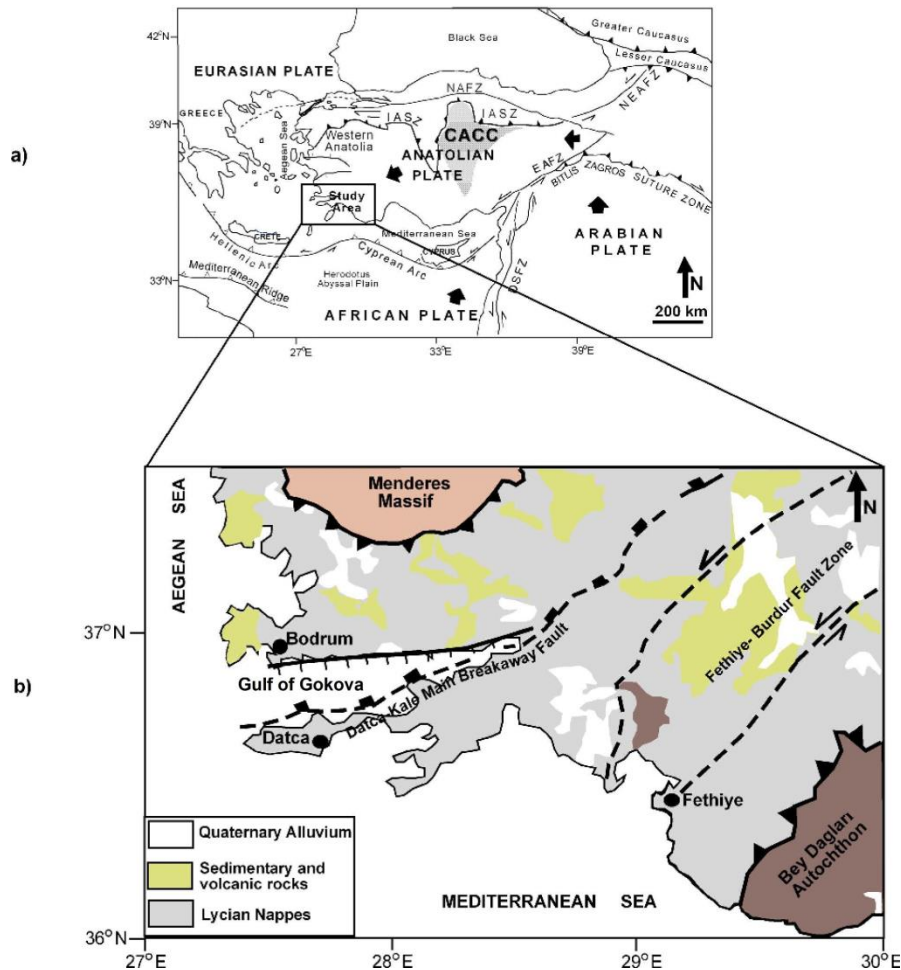 a)
42°N
39°N
33°N
27°E
33°E
39°E
Black Sea
Greater Caucasus
Lesser Caucasus
EURASIAN PLATE
NAFZ
NEAFZ
GREECE
Aegean Sea
IASZ
IASZ
Western
Anatolia
CACC
ANATOLIAN
PLATE
EAFZ
BITLIS ZAGROS SUTURE ZONE
Study
Area
CRETE
Mediterranean Sea
CYPRUS
ARABIAN
PLATE
Hellenic Arc
Cyprean Arc
Mediterranean Ridge
Herodotus
Abyssal Plain
DSFZ
AFRICAN PLATE
N
200 km
b)
AEGEAN SEA
Menderes
Massif
N
37°N
Bodrum
Gulf of Gokova
Datca-Kale Main Breakaway Fault
Fethiye- Burdur Fault Zone
Datca
Fethiye
Bey Daglari
Autochthon
Quaternary Alluvium
Sedimentary and
volcanic rocks
Lycian Nappes
MEDITERRANEAN SEA
36°N
27°E
28°E
29°E
30°E